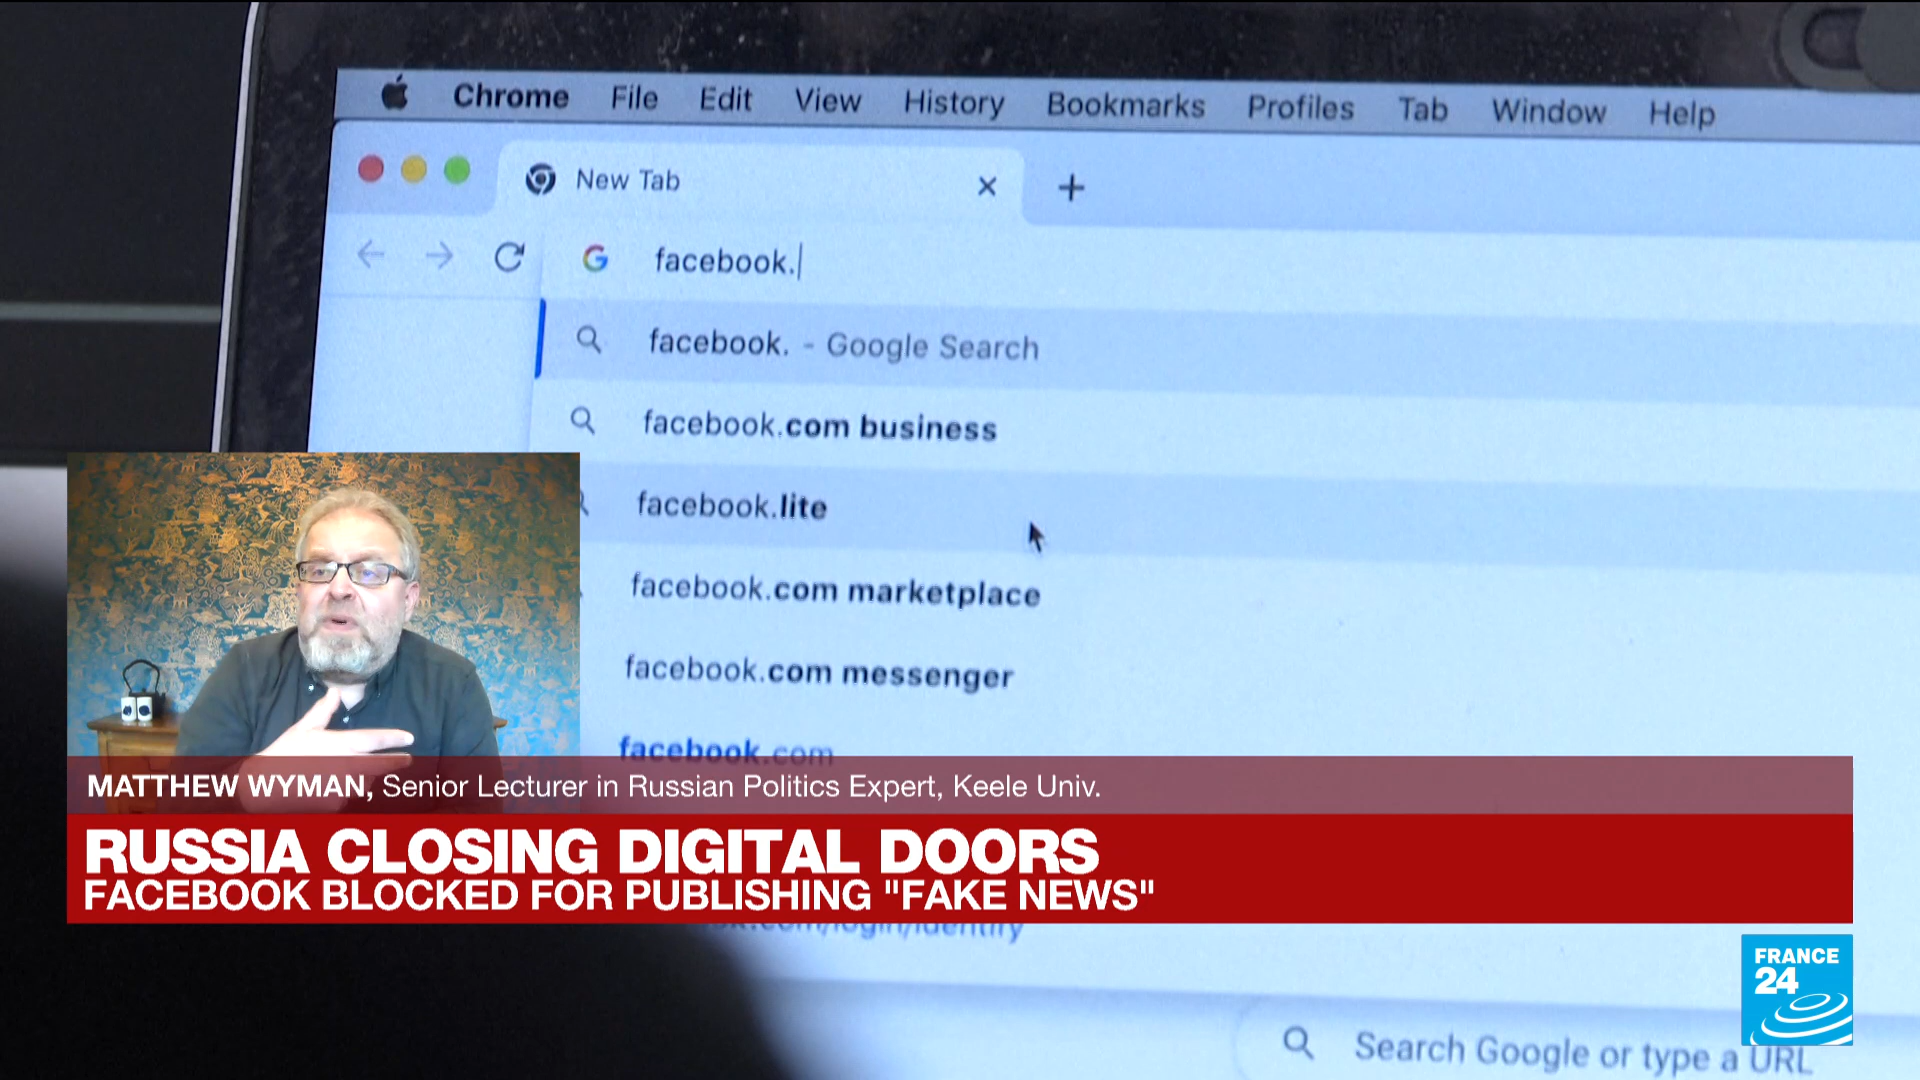 Chrome File Edit View History Bookmarks Profiles Tab Window Help
New Tab
facebook.
facebook. - Google Search
facebook.com business
facebook.lite
facebook.com marketplace
facebook.com messenger
facebook.com
MATTHEW WYMAN, Senior Lecturer in Russian Politics Expert, Keele Univ.
RUSSIA CLOSING DIGITAL DOORS
FACEBOOK BLOCKED FOR PUBLISHING "FAKE NEWS"
FRANCE
24
Search Google or type a URL